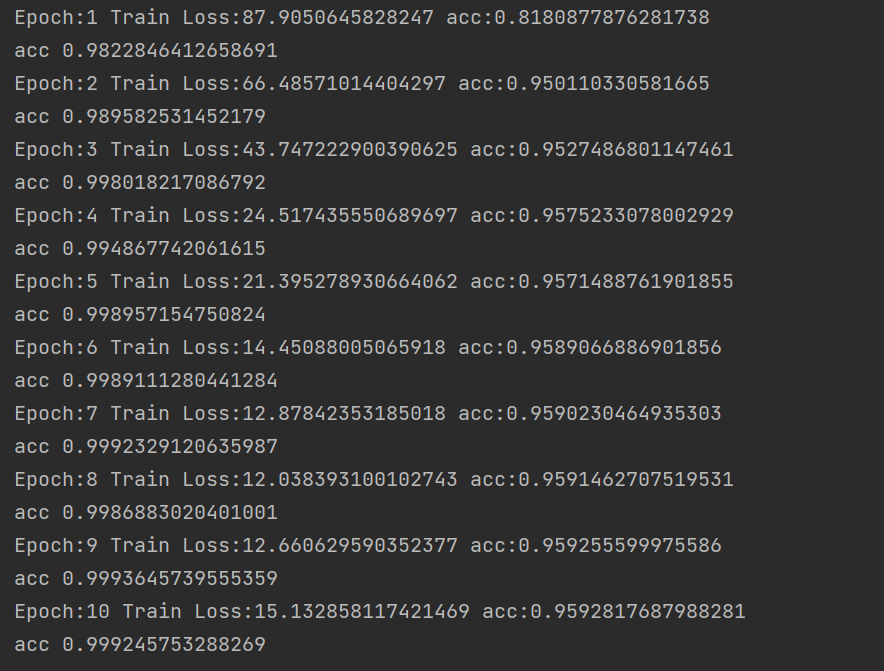 Epoch:1 Train Loss:87.9050645828247 acc:0.8180877876281738
acc 0.9822846412658691
Epoch:2 Train Loss:66.48571014404297 acc:0.950110330581665
acc 0.989582531452179
Epoch:3 Train Loss:43.747222900390625 acc:0.9527486801147461
acc 0.998018217086792
Epoch:4 Train Loss:24.517435550689697 acc:0.9575233078002929
acc 0.994867742061615
Epoch:5 Train Loss:21.395278930664062 acc:0.9571488761901855
acc 0.998957154750824
Epoch:6 Train Loss:14.45088005065918 acc:0.9589066886901856
acc 0.9989111280441284
Epoch:7 Train Loss:12.87842353185018 acc:0.9590230464935303
acc 0.9992329120635987
Epoch:8 Train Loss:12.038393100102743 acc:0.9591462707519531
acc 0.9986883020401001
Epoch:9 Train Loss:12.660629590352377 acc:0.959255599975586
acc 0.9993645739555359
Epoch:10 Train Loss:15.132858117421469 acc:0.9592817687988281
acc 0.999245753288269